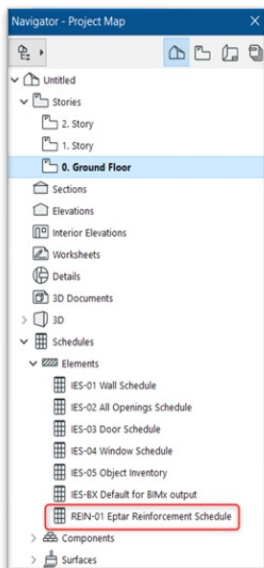 Navigator - Project Map
Untitled
Stories
2. Story
1. Story
0. Ground Floor
Sections
Elevations
Interior Elevations
Worksheets
Details
3D Documents
3D
Schedules
Elements
IES-01 Wall Schedule
IES-02 All Openings Schedule
IES-03 Door Schedule
IES-04 Window Schedule
IES-05 Object Inventory
IES-BX Default for BIMx output
REIN-01 Eptar Reinforcement Schedule
Components
Surfaces